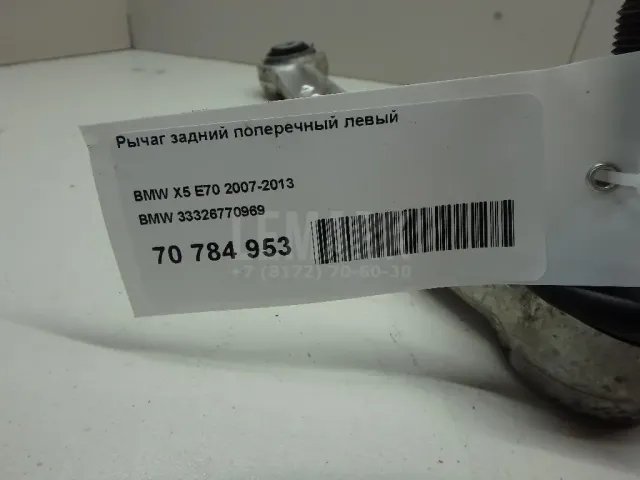 Рычаг задний поперечный левый
BMW X5 E70 2007-2013
BMW 33326770969
70 784 953
+7 (8172) 70-60-30